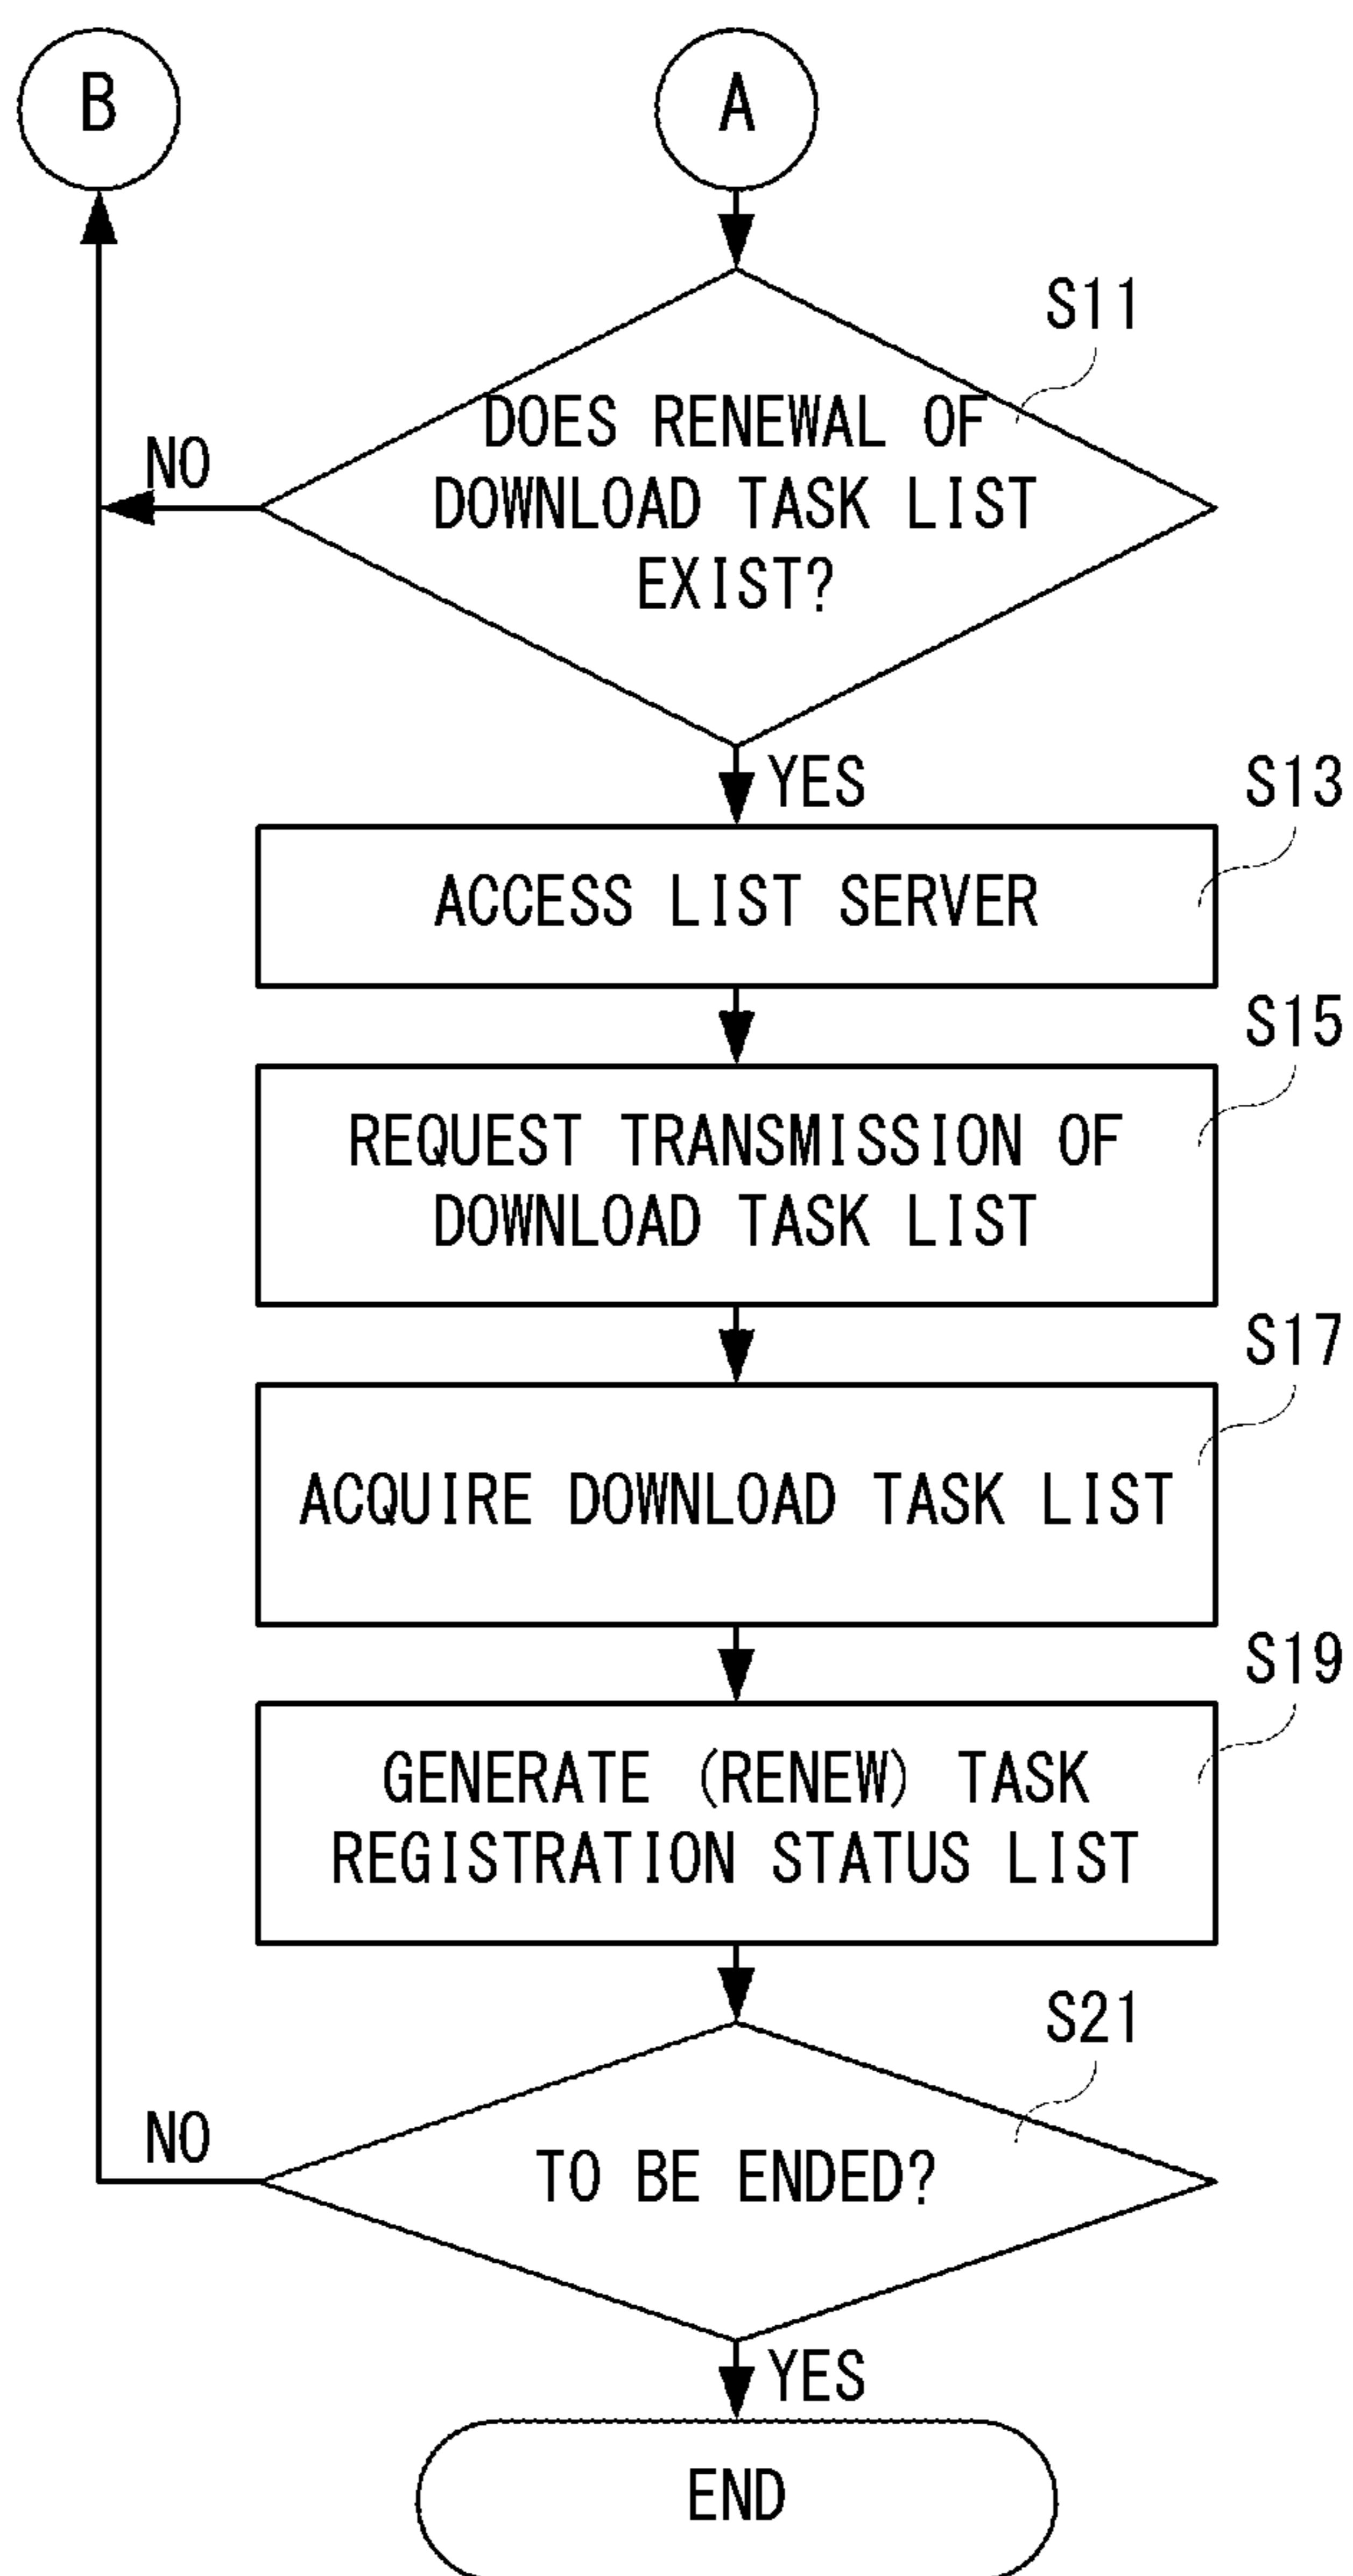 B
A
S11
DOES RENEWAL OF
DOWNLOAD TASK LIST
EXIST?
NO
YES
S13
ACCESS LIST SERVER
S15
REQUEST TRANSMISSION OF
DOWNLOAD TASK LIST
S17
ACQUIRE DOWNLOAD TASK LIST
S19
GENERATE (RENEW) TASK
REGISTRATION STATUS LIST
S21
NO
TO BE ENDED?
YES
END